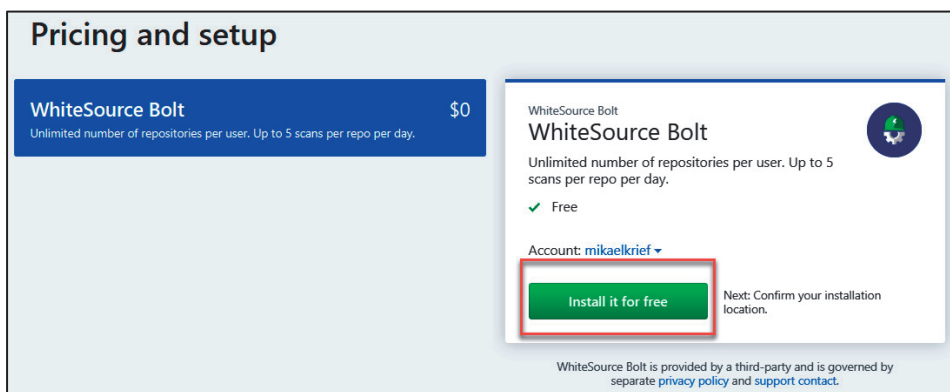 Pricing and setup
WhiteSource Bolt
$0
Unlimited number of repositories per user. Up to 5 scans per repo per day.
WhiteSource Bolt
WhiteSource Bolt
Unlimited number of repositories per user. Up to 5
scans per repo per day.
✓ Free
Account: mikaelkrief
Install it for free
Next: Confirm your installation
location.
WhiteSource Bolt is provided by a third-party and is governed by
separate privacy policy and support contact.